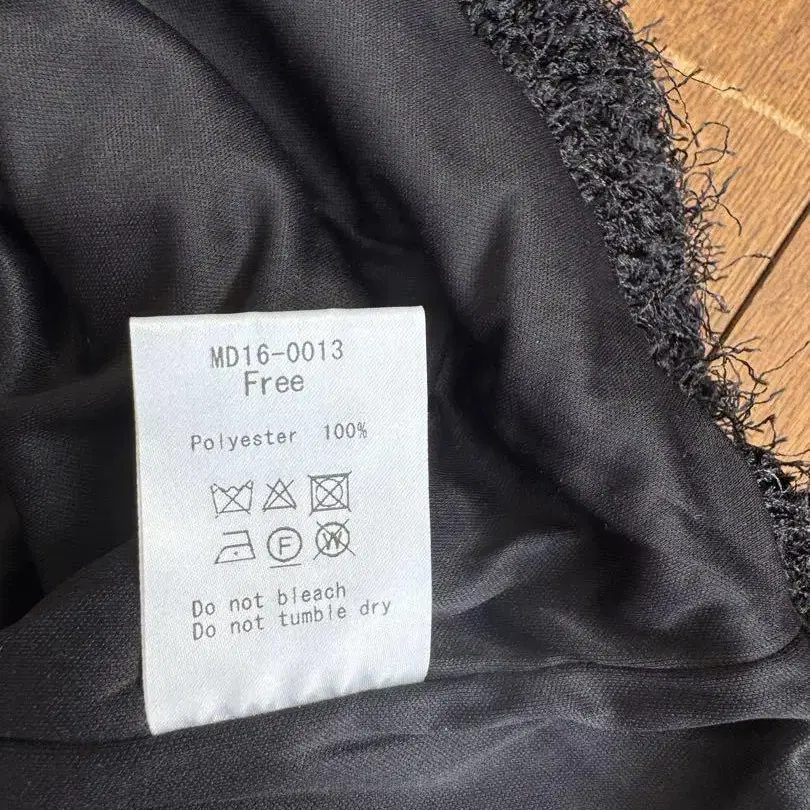 MD16-0013
Free
Polyester 100%
F W
Do not bleach
Do not tumble dry